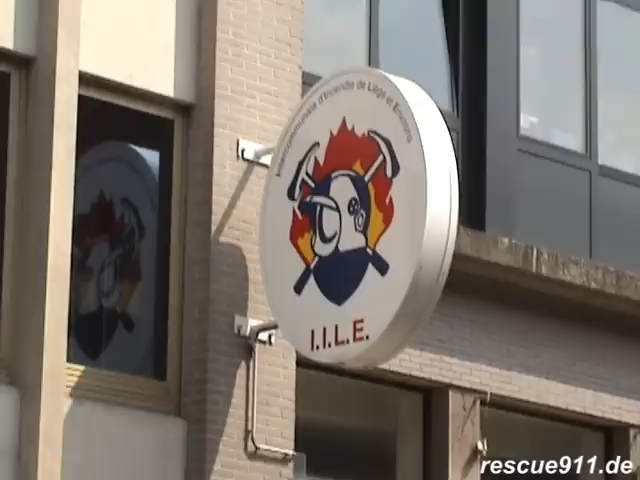 Intercommunale d'Incendie de Liège et Environs
I.I.L.E.
rescue911.de